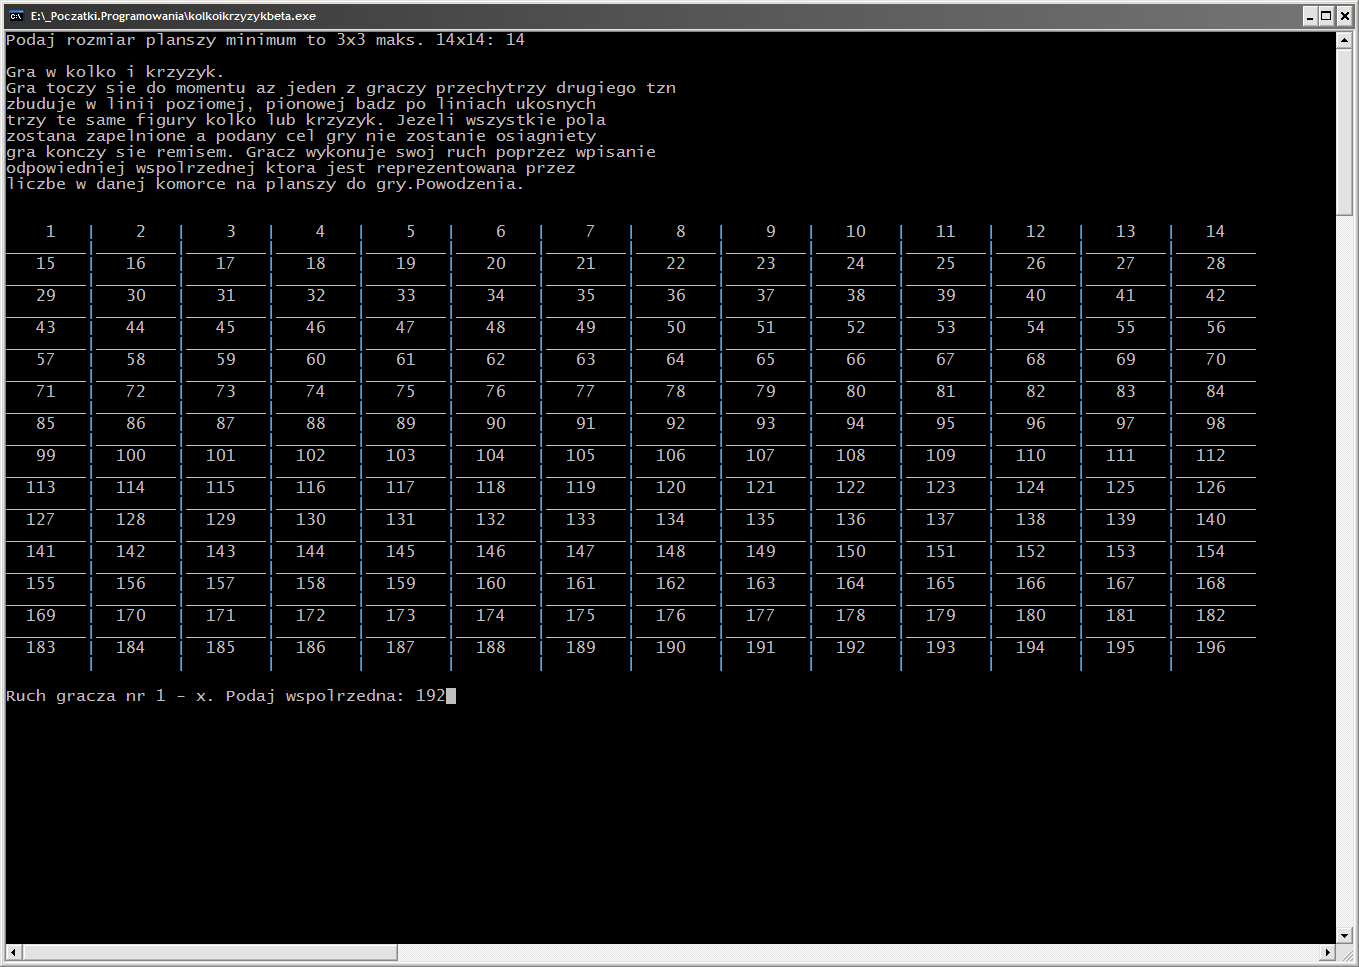 E:\_Poczatki.Programowania\kolkoikrzyzykbeta.exe
Podaj rozmiar planszy minimum to 3x3 maks. 14x14: 14
Gra w kolko i krzyzyk.
Gra toczy sie do momentu az jeden z graczy przechytrzy drugiego tzn
zbuduje w linii poziomej, pionowej badz po liniach ukosnych
trzy te same figury kolko lub krzyzyk. Jezeli wszystkie pola
zostana zapelnione a podany cel gry nie zostanie osiagniety
gra konczy sie remisem. Gracz wykonuje swoj ruch poprzez wpisanie
odpowiedniej wspolrzednej ktora jest reprezentowana przez
liczbe w danej komorce na planszy do gry.Powodzenia.
1 | 2 | 3 | 4 | 5 | 6 | 7 | 8 | 9 | 10 | 11 | 12 | 13 | 14
15 | 16 | 17 | 18 | 19 | 20 | 21 | 22 | 23 | 24 | 25 | 26 | 27 | 28
29 | 30 | 31 | 32 | 33 | 34 | 35 | 36 | 37 | 38 | 39 | 40 | 41 | 42
43 | 44 | 45 | 46 | 47 | 48 | 49 | 50 | 51 | 52 | 53 | 54 | 55 | 56
57 | 58 | 59 | 60 | 61 | 62 | 63 | 64 | 65 | 66 | 67 | 68 | 69 | 70
71 | 72 | 73 | 74 | 75 | 76 | 77 | 78 | 79 | 80 | 81 | 82 | 83 | 84
85 | 86 | 87 | 88 | 89 | 90 | 91 | 92 | 93 | 94 | 95 | 96 | 97 | 98
99 | 100 | 101 | 102 | 103 | 104 | 105 | 106 | 107 | 108 | 109 | 110 | 111 | 112
113 | 114 | 115 | 116 | 117 | 118 | 119 | 120 | 121 | 122 | 123 | 124 | 125 | 126
127 | 128 | 129 | 130 | 131 | 132 | 133 | 134 | 135 | 136 | 137 | 138 | 139 | 140
141 | 142 | 143 | 144 | 145 | 146 | 147 | 148 | 149 | 150 | 151 | 152 | 153 | 154
155 | 156 | 157 | 158 | 159 | 160 | 161 | 162 | 163 | 164 | 165 | 166 | 167 | 168
169 | 170 | 171 | 172 | 173 | 174 | 175 | 176 | 177 | 178 | 179 | 180 | 181 | 182
183 | 184 | 185 | 186 | 187 | 188 | 189 | 190 | 191 | 192 | 193 | 194 | 195 | 196
Ruch gracza nr 1 - x. Podaj wspolrzedna: 192